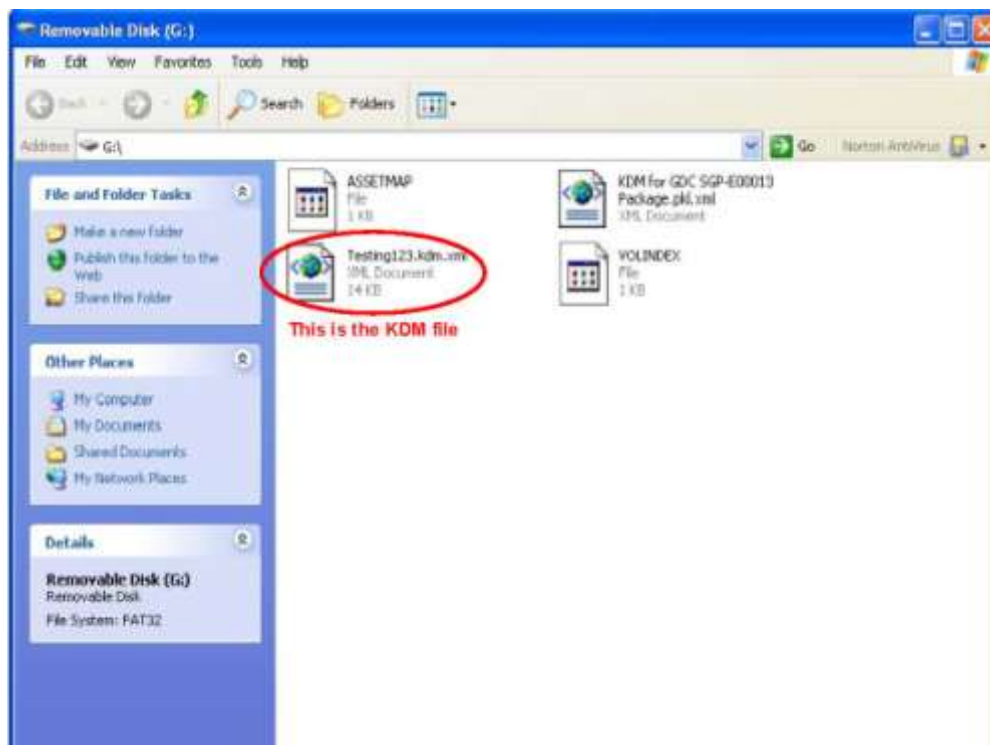 Removable Disk (G:)
File Edit View Favorites Tools Help
Back Search Folders
Address G:\ Go Norton AntiVirus
File and Folder Tasks
Make a new folder
Publish this folder to the
Web
Share this folder
Other Places
My Computer
My Documents
Shared Documents
My Network Places
Details
Removable Disk (G:)
Removable Disk
File System: FAT32
ASSETMAP
File
1 KB
KDM for GDC SGP-E00013
Package.pkl.xml
XML Document
Testing123.kdm.xml
XML Document
14 KB
VOLINDEX
File
1 KB
This is the KDM file